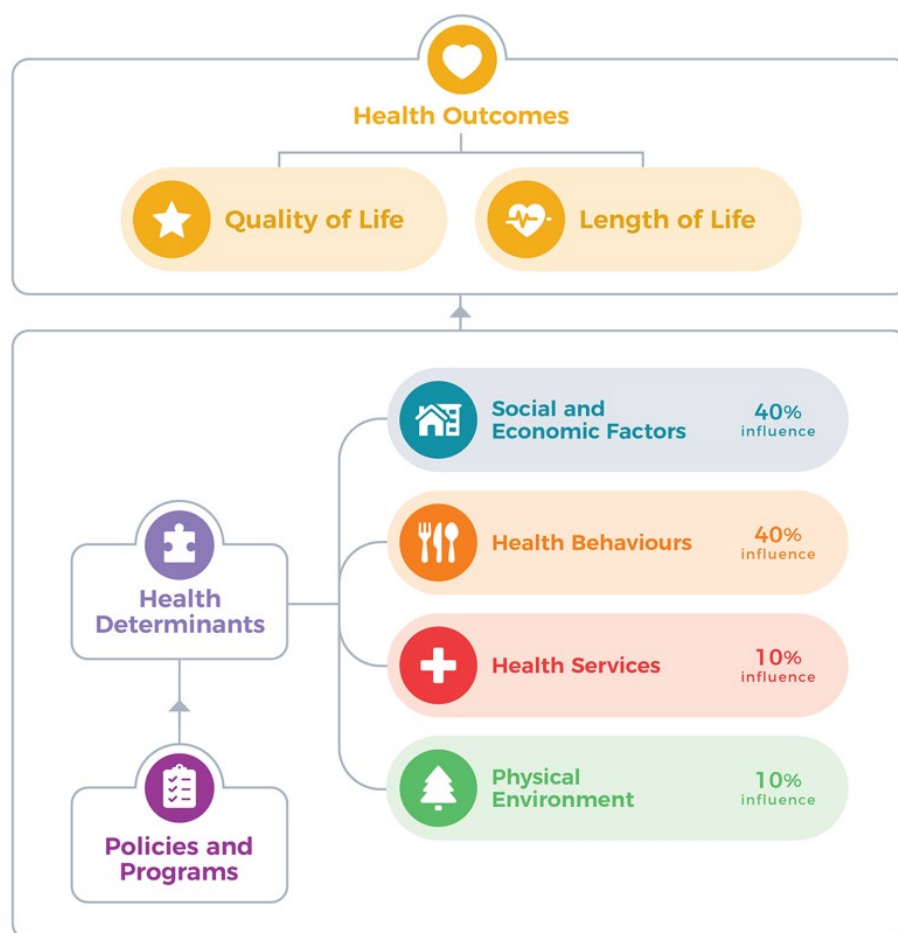 Health Outcomes
Quality of Life
Length of Life
Social and
Economic Factors
40%
influence
Health Behaviours
40%
influence
Health
Determinants
Health Services
10%
influence
Physical
Environment
10%
influence
Policies and
Programs